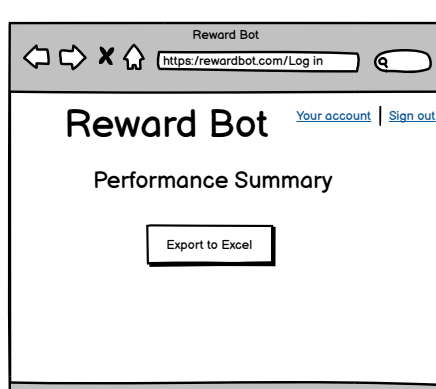 Reward Bot
https:/rewardbot.com/Log in
Reward Bot
Your account | Sign out
Performance Summary
Export to Excel